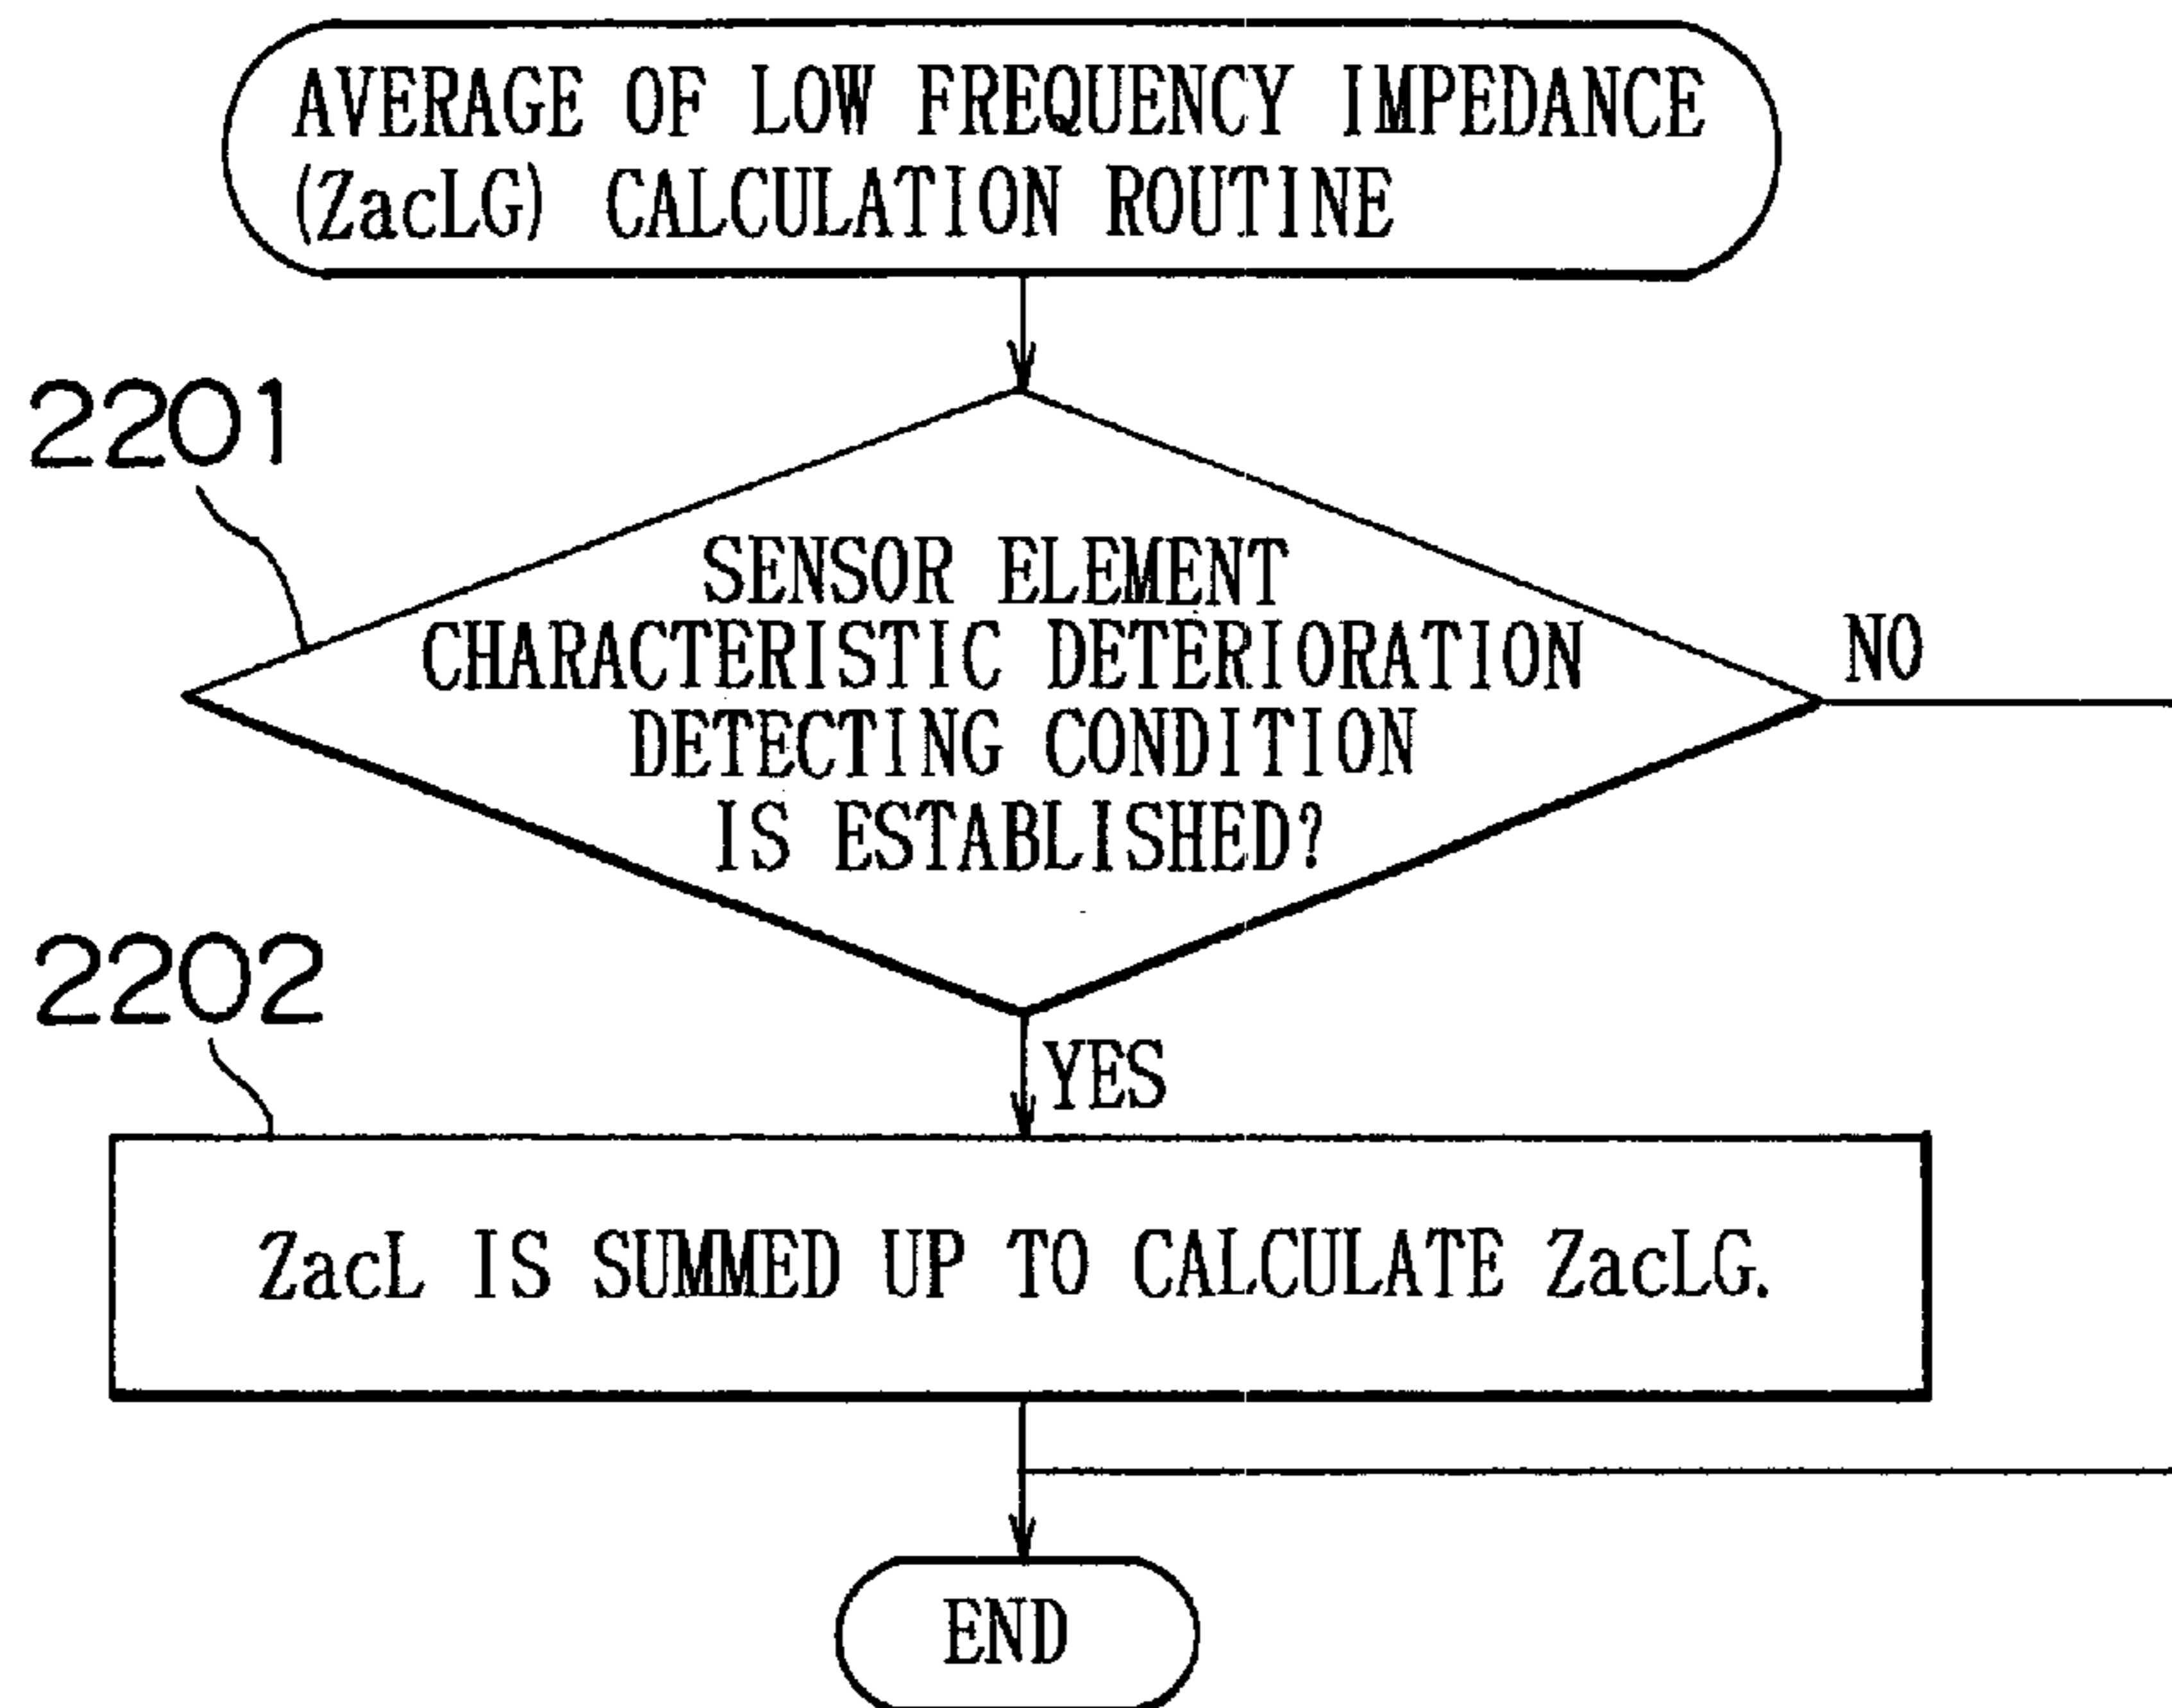 AVERAGE OF LOW FREQUENCY IMPEDANCE
(ZacLG) CALCULATION ROUTINE
2201
SENSOR ELEMENT
CHARACTERISTIC DETERIORATION
DETECTING CONDITION
IS ESTABLISHED?
NO
YES
2202
ZacL IS SUMMED UP TO CALCULATE ZacLG.
END